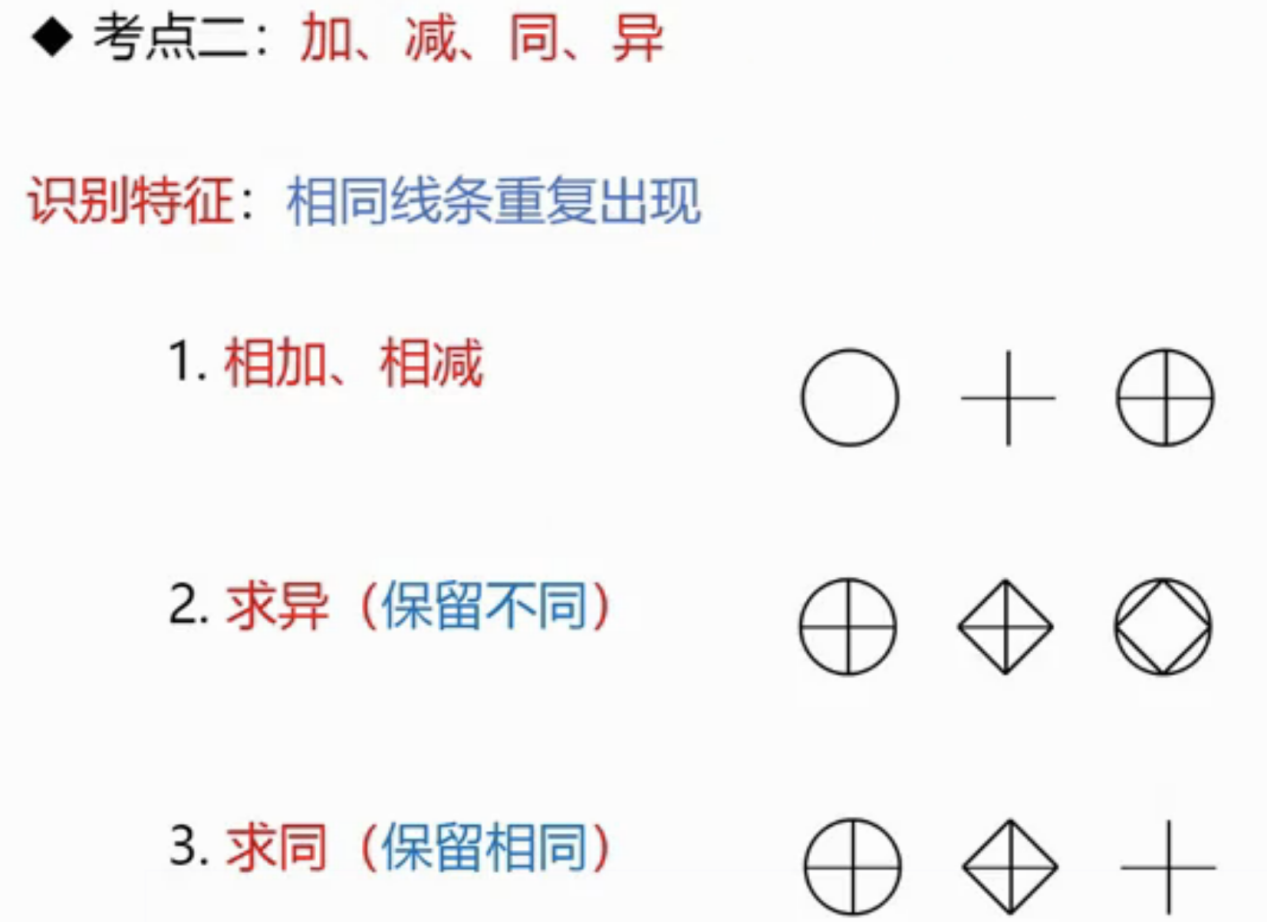 ◆ 考点二：加、减、同、异
识别特征：相同线条重复出现
1. 相加、相减
2. 求异（保留不同）
3. 求同（保留相同）